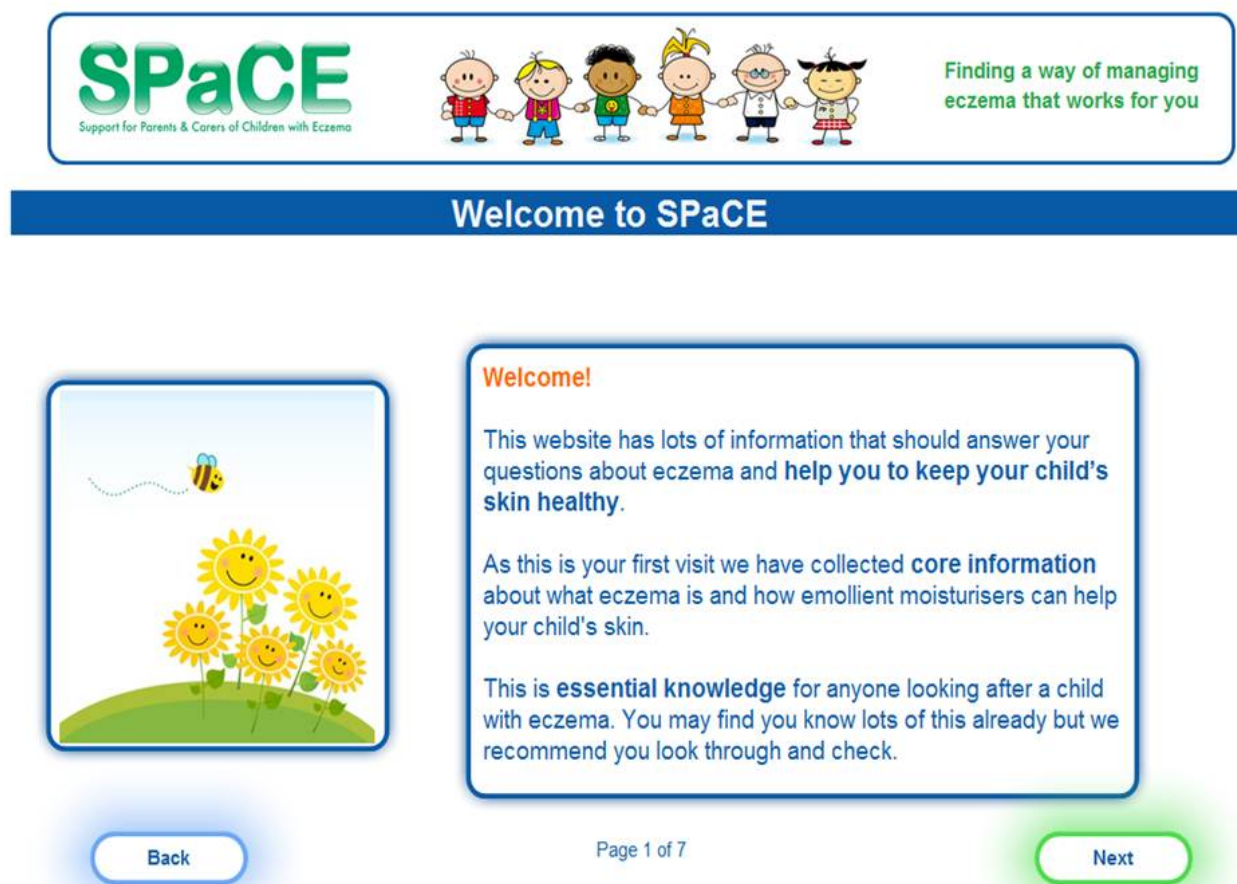 SPaCE
Support for Parents & Carers of Children with Eczema
Finding a way of managing
eczema that works for you
Welcome to SPaCE
Welcome!
This website has lots of information that should answer your
questions about eczema and help you to keep your child's
skin healthy.
As this is your first visit we have collected core information
about what eczema is and how emollient moisturisers can help
your child's skin.
This is essential knowledge for anyone looking after a child
with eczema. You may find you know lots of this already but we
recommend you look through and check.
Back
Page 1 of 7
Next